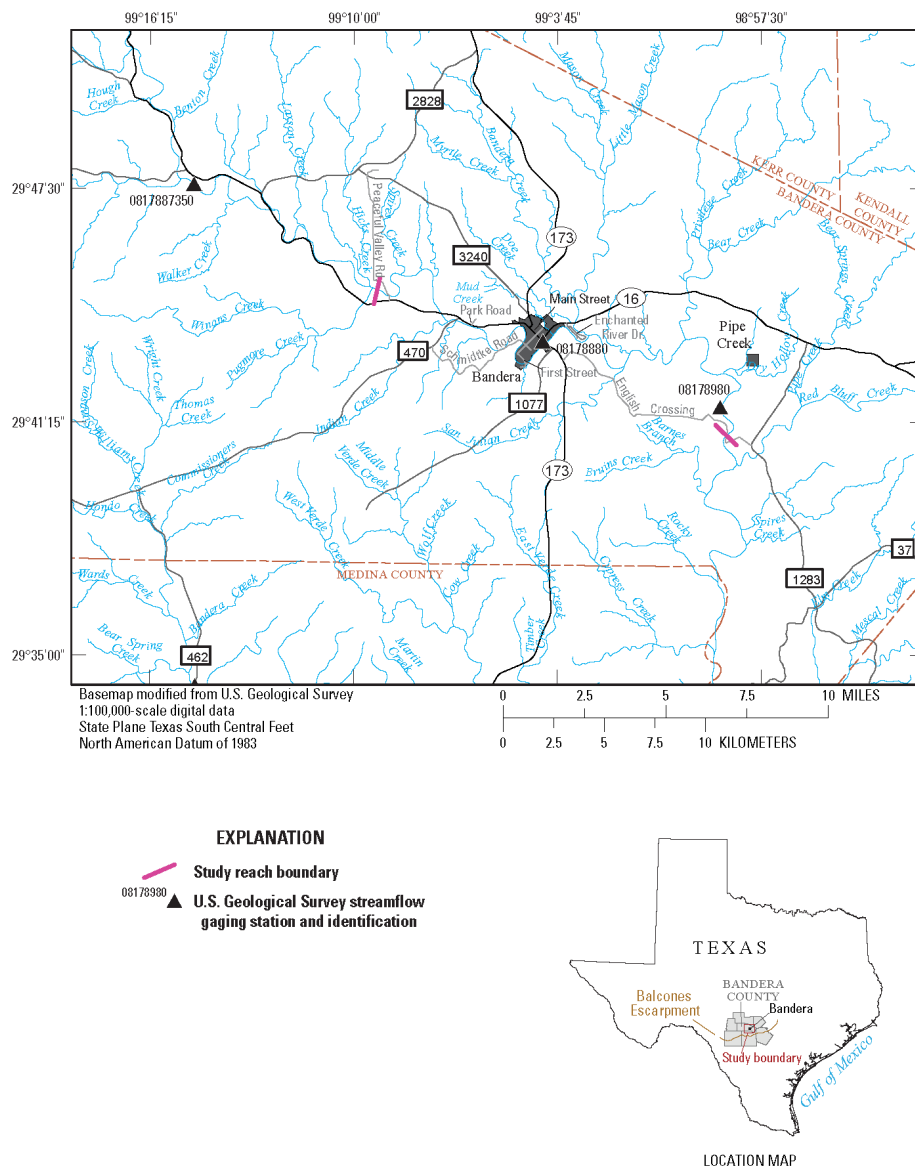 99°16'15"
99°10'00"
99°3'45"
98°57'30"
Hough
Creek
Benton Creek
2828
Bandera
Creek
Mason
Creek
Little Mason Creek
Myrtle Creek
KERR COUNTY
BANDERA COUNTY
KENDALL
COUNTY
29°47'30"
0817887350
Peaceful Valley Rd
Privilege Creek
Bear Creek
Bear Springs
Creek
Walker Creek
Doe Creek
173
3240
Mud
Creek
Main Street
16
Winans Creek
Park Road
Enchanted
River Dr.
Pugmore Creek
470
Schmidtke Road
08178880
Pipe
Creek
Bandera
First Street
Wright Creek
Thomas
Creek
English
Crossing
08178980
Red Bluff Creek
1077
29°41'15"
Indian Creek
San Julian Creek
Barnes
Branch
Williams Creek
Commissioners
Creek
Middle
Verde Creek
173
Bruins Creek
Hondo Creek
West Verde
Creek
Wolf Creek
Rocky
Creek
Spires Creek
37
East Verde Creek
MEDINA COUNTY
Cow Creek
Cypress
Creek
1283
Wards
Creek
Bandera Creek
Mescal Creek
Bear Spring
Creek
Martin
Creek
Timber
Creek
462
29°35'00"
Basemap modified from U.S. Geological Survey
1:100,000-scale digital data
State Plane Texas South Central Feet
North American Datum of 1983
0 2.5 5 7.5 10 MILES
0 2.5 5 7.5 10 KILOMETERS
EXPLANATION
Study reach boundary
08178980
U.S. Geological Survey streamflow
gaging station and identification
TEXAS
BANDERA
COUNTY
Balcones
Escarpment
Bandera
Study boundary
Gulf of Mexico
LOCATION MAP